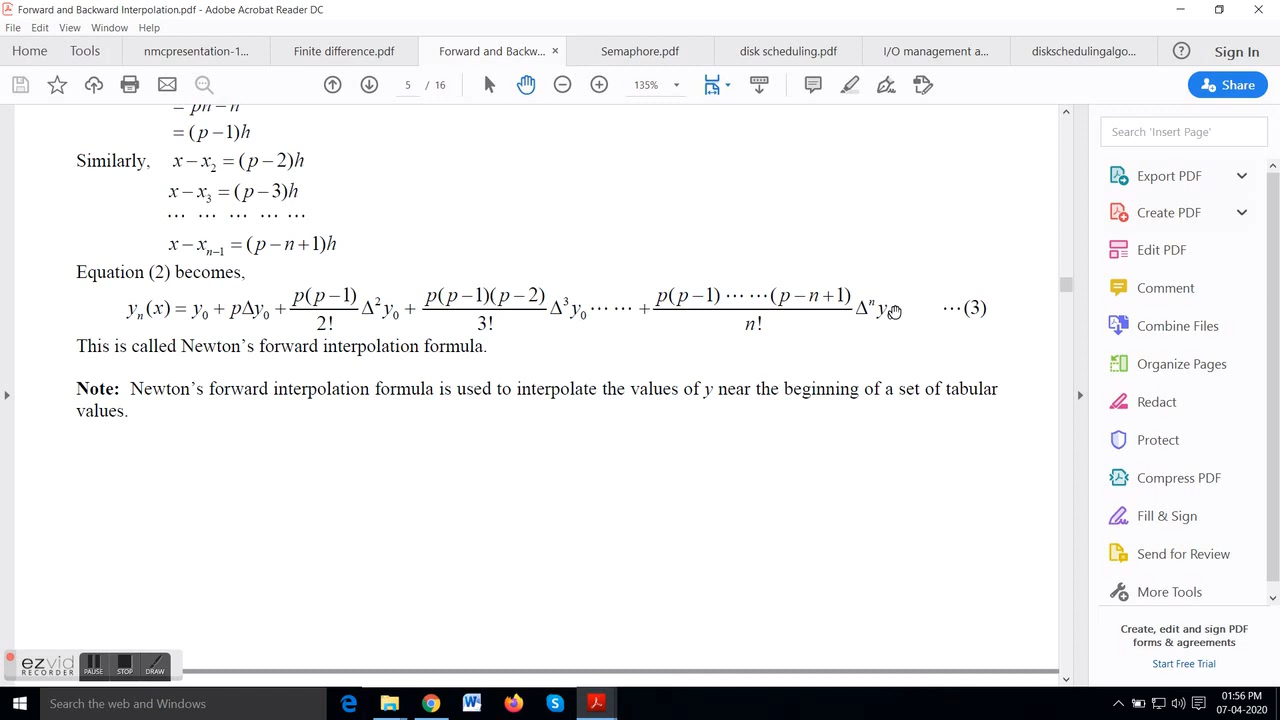 Forward and Backward Interpolation.pdf - Adobe Acrobat Reader DC
File Edit View Window Help
Home Tools nmcpresentation-1... Finite difference.pdf Forward and Backw... × Semaphore.pdf disk scheduling.pdf I/O management a... diskschedulingalgo... Sign In
5 / 16 135% Share
= (p − 1)h
Similarly, x − x₂ = (p − 2)h
x − x₃ = (p − 3)h
⋯ ⋯ ⋯ ⋯ ⋯
x − xₙ₋₁ = (p − n + 1)h
Equation (2) becomes,
yₙ(x) = y₀ + pΔy₀ + p(p−1)/2! Δ²y₀ + p(p−1)(p−2)/3! Δ³y₀ ⋯ ⋯ + p(p−1) ⋯ ⋯ (p−n+1)/n! Δⁿy ⋯(3)
This is called Newton's forward interpolation formula.
Note: Newton's forward interpolation formula is used to interpolate the values of y near the beginning of a set of tabular
values.
Search 'Insert Page'
Export PDF
Create PDF
Edit PDF
Comment
Combine Files
Organize Pages
Redact
Protect
Compress PDF
Fill & Sign
Send for Review
More Tools
Create, edit and sign PDF
forms & agreements
Start Free Trial
ezvid
RECORDER
PAUSE STOP DRAW
Search the web and Windows
01:56 PM
07-04-2020